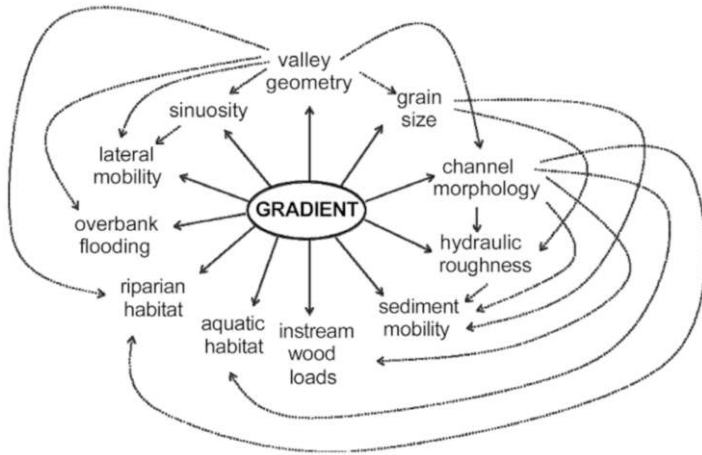 valley
geometry
grain
size
sinuosity
lateral
mobility
channel
morphology
GRADIENT
overbank
flooding
hydraulic
roughness
riparian
habitat
sediment
mobility
aquatic
habitat
instream
wood
loads